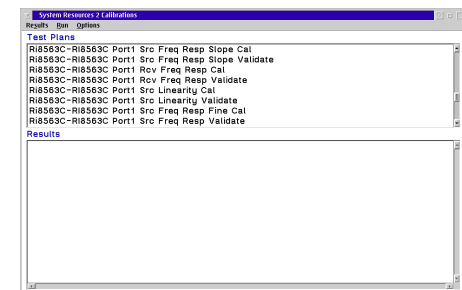 System Resources 2 Calibrations
Results Run Options
Test Plans
Ri8563C-RI8563C Port1 Src Freq Resp Slope Cal
Ri8563C-RI8563C Port1 Src Freq Resp Slope Validate
Ri8563C-RI8563C Port1 Rcv Freq Resp Cal
Ri8563C-RI8563C Port1 Rcv Freq Resp Validate
Ri8563C-RI8563C Port1 Src Linearity Cal
Ri8563C-RI8563C Port1 Src Linearity Validate
Ri8563C-RI8563C Port1 Src Freq Resp Fine Cal
Ri8563C-RI8563C Port1 Src Freq Resp Validate
Results